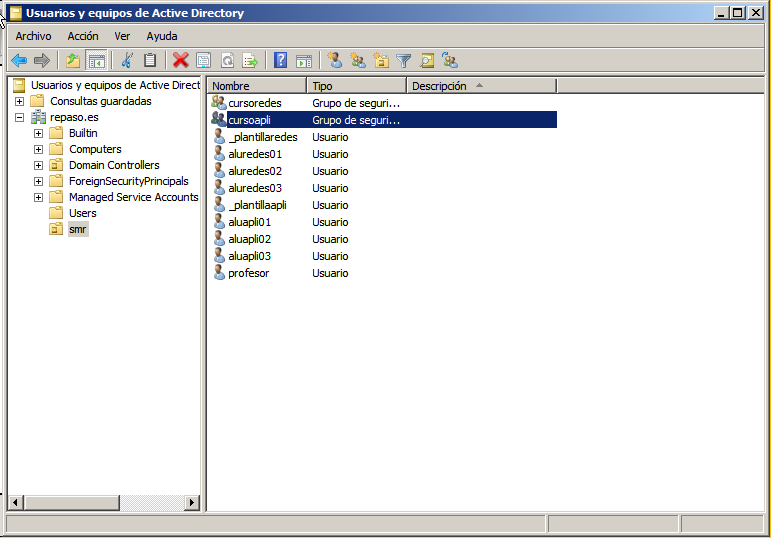 Usuarios y equipos de Active Directory
Archivo Acción Ver Ayuda
Usuarios y equipos de Active Direct
Consultas guardadas
repaso.es
Builtin
Computers
Domain Controllers
ForeignSecurityPrincipals
Managed Service Accounts
Users
smr
Nombre Tipo Descripción
cursoredes Grupo de seguri...
cursoapli Grupo de seguri...
_plantillaredes Usuario
aluredes01 Usuario
aluredes02 Usuario
aluredes03 Usuario
_plantillaapli Usuario
aluapli01 Usuario
aluapli02 Usuario
aluapli03 Usuario
profesor Usuario